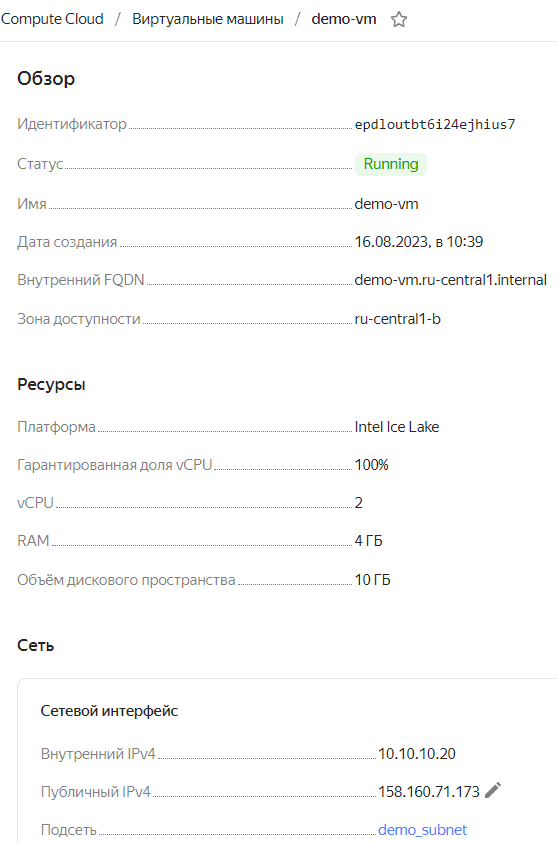 Compute Cloud / Виртуальные машины / demo-vm
Обзор
Идентификатор epdloutbt6i24ejhius7
Статус Running
Имя demo-vm
Дата создания 16.08.2023, в 10:39
Внутренний FQDN demo-vm.ru-central1.internal
Зона доступности ru-central1-b
Ресурсы
Платформа Intel Ice Lake
Гарантированная доля vCPU 100%
vCPU 2
RAM 4 ГБ
Объём дискового пространства 10 ГБ
Сеть
Сетевой интерфейс
Внутренний IPv4 10.10.10.20
Публичный IPv4 158.160.71.173
Подсеть demo_subnet